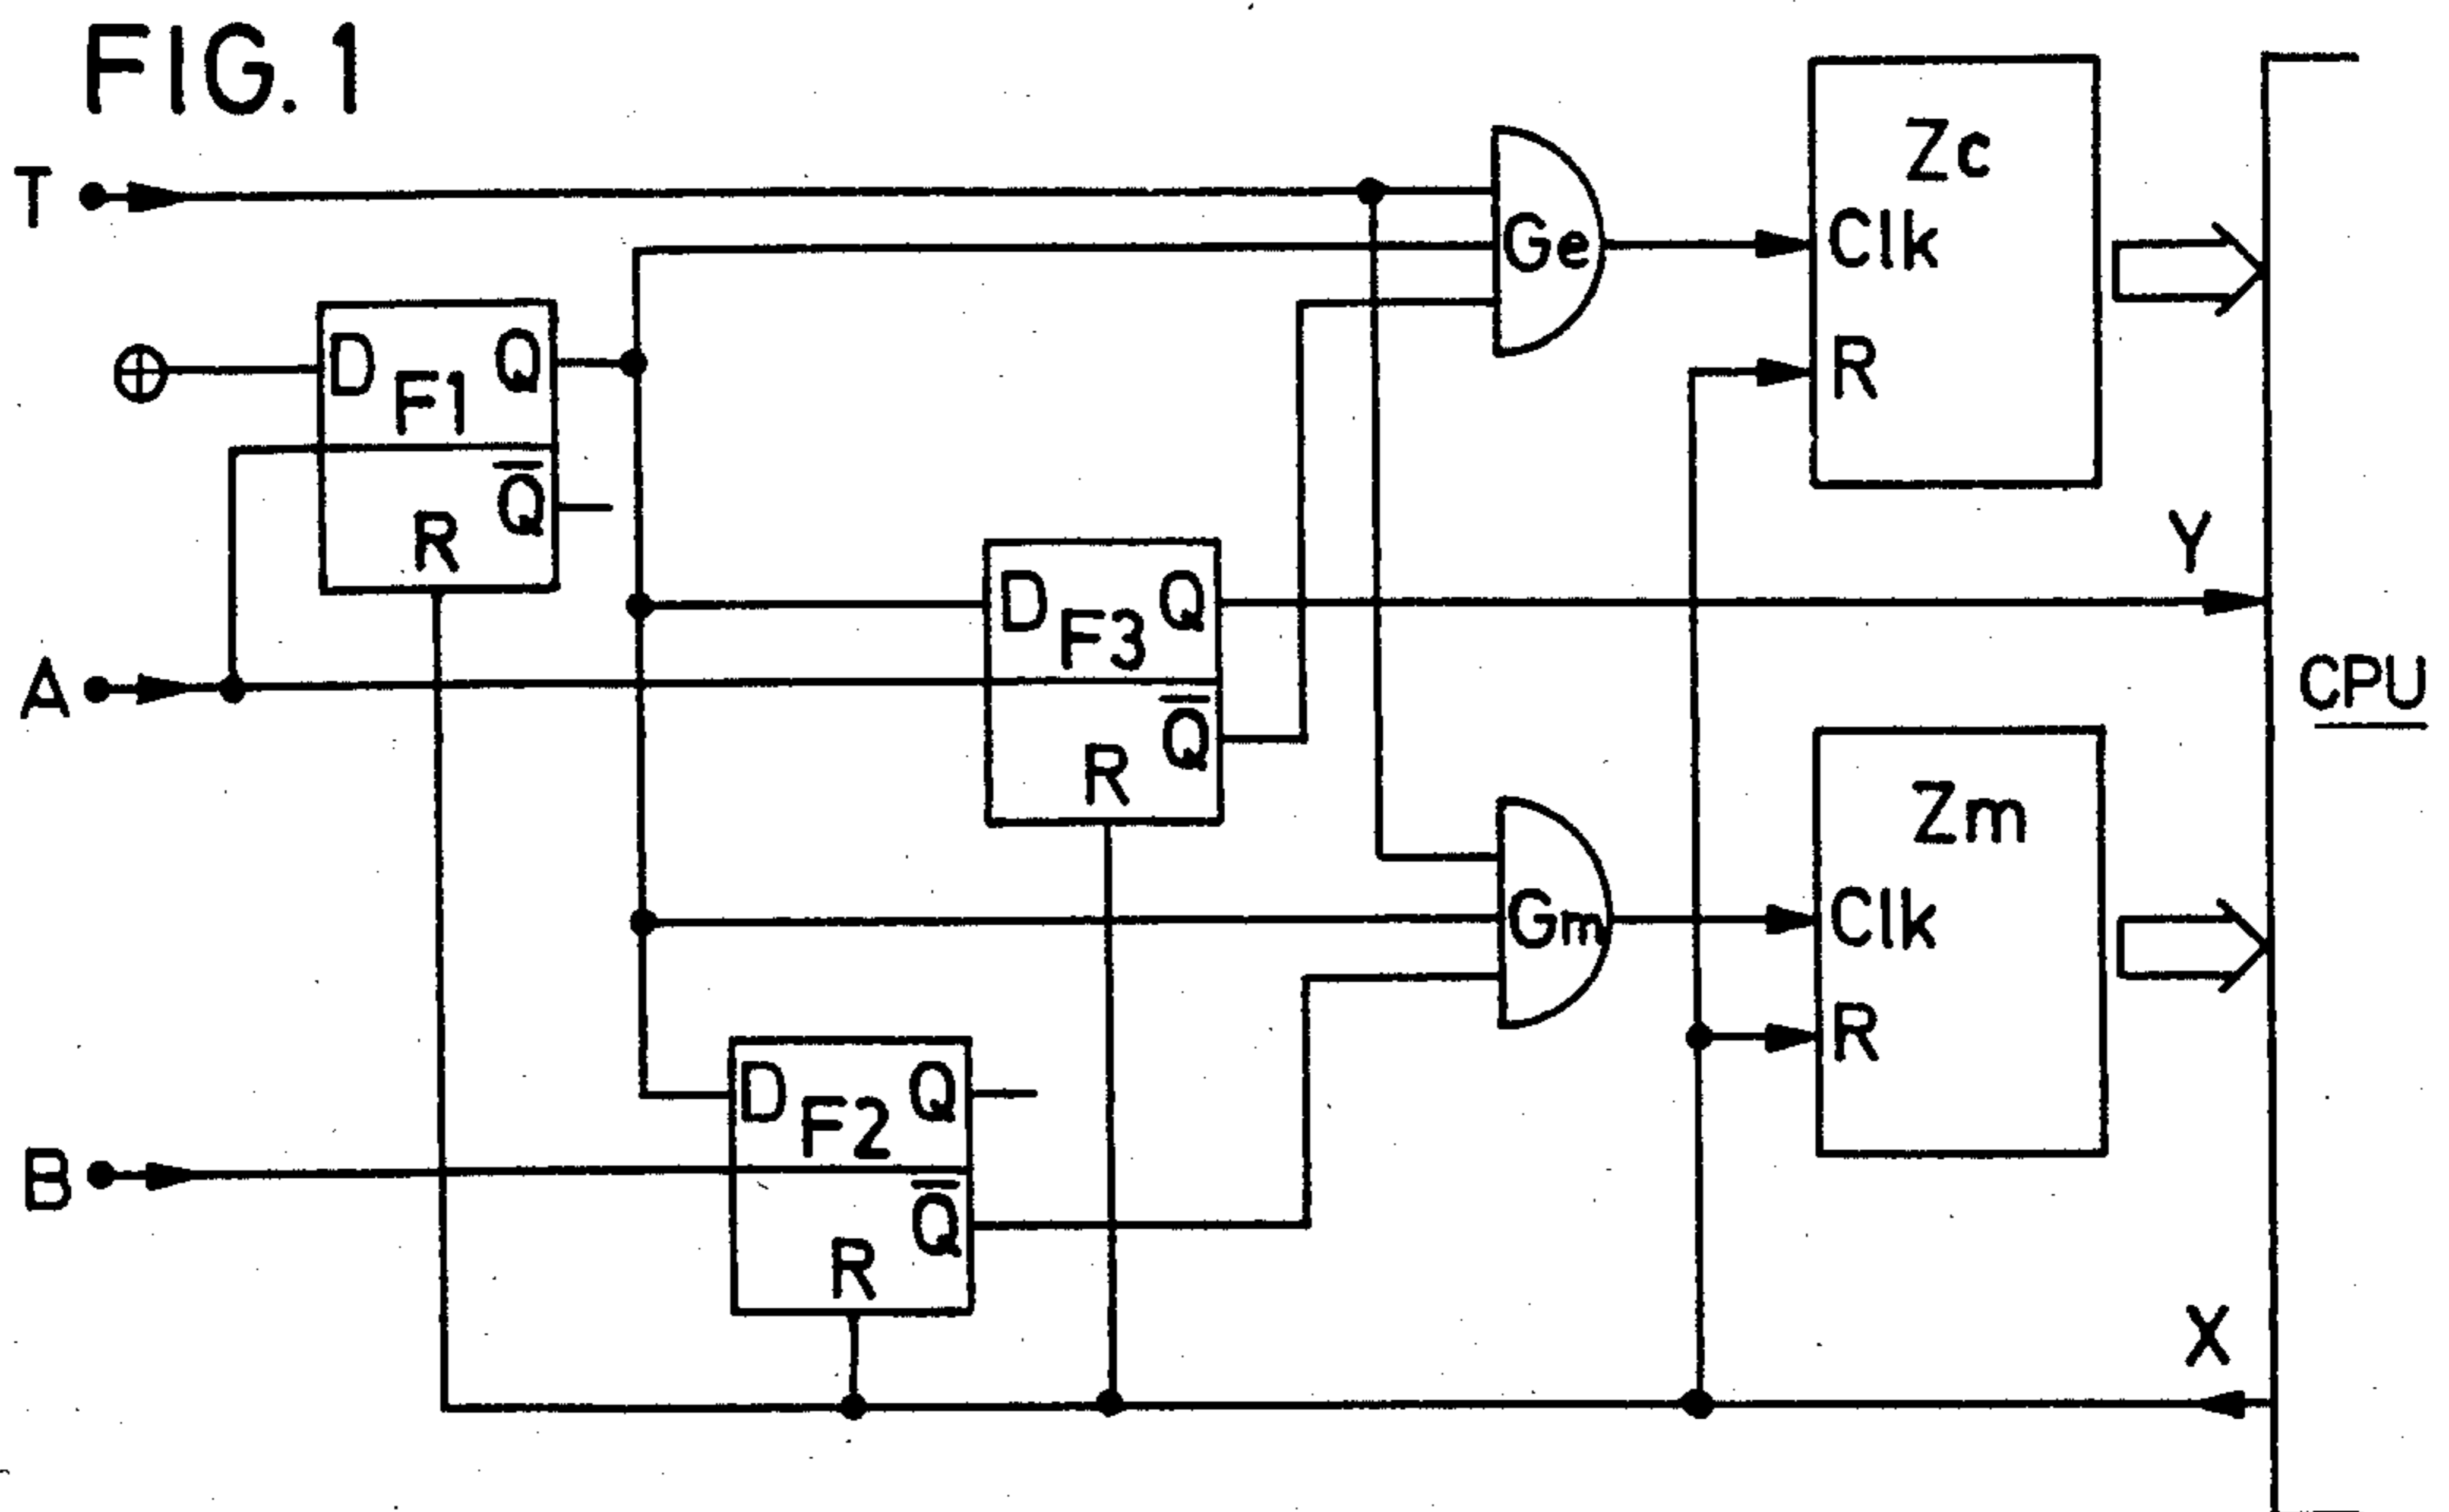 FIG. 1
T
Ge
Zc
Clk
R
D F1 Q
Q̅
R
A
D F3 Q
Q̅
R
Y
CPU
Gm
Zm
Clk
R
D F2 Q
Q̅
R
B
X